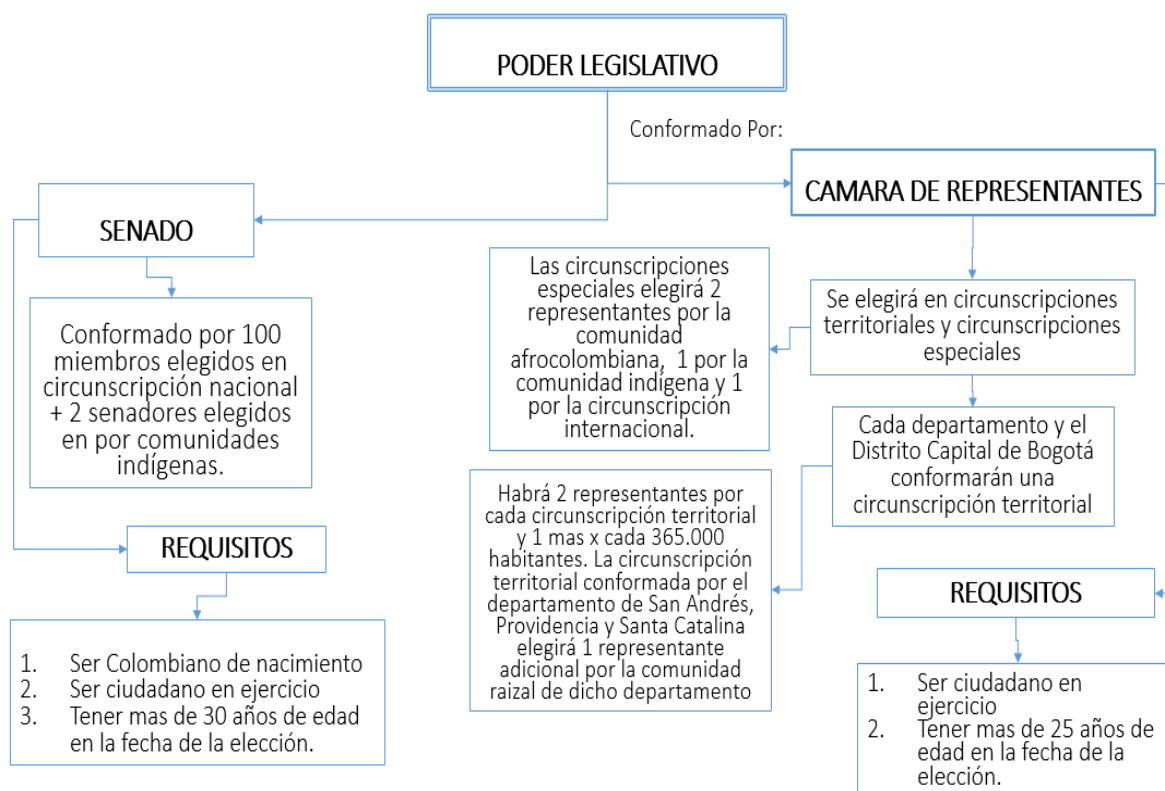 PODER LEGISLATIVO
Conformado Por:
SENADO
Conformado por 100
miembros elegidos en
circunscripción nacional
+ 2 senadores elegidos
en por comunidades
indígenas.
REQUISITOS
1. Ser Colombiano de nacimiento
2. Ser ciudadano en ejercicio
3. Tener mas de 30 años de edad
en la fecha de la elección.
CAMARA DE REPRESENTANTES
Se elegirá en circunscripciones
territoriales y circunscripciones
especiales
Las circunscripciones
especiales elegirá 2
representantes por la
comunidad
afrocolombiana, 1 por la
comunidad indígena y 1
por la circunscripción
internacional.
Cada departamento y el
Distrito Capital de Bogotá
conformarán una
circunscripción territorial
Habrá 2 representantes por
cada circunscripción territorial
y 1 mas x cada 365.000
habitantes. La circunscripción
territorial conformada por el
departamento de San Andrés,
Providencia y Santa Catalina
elegirá 1 representante
adicional por la comunidad
raizal de dicho departamento
REQUISITOS
1. Ser ciudadano en
ejercicio
2. Tener mas de 25 años de
edad en la fecha de la
elección.